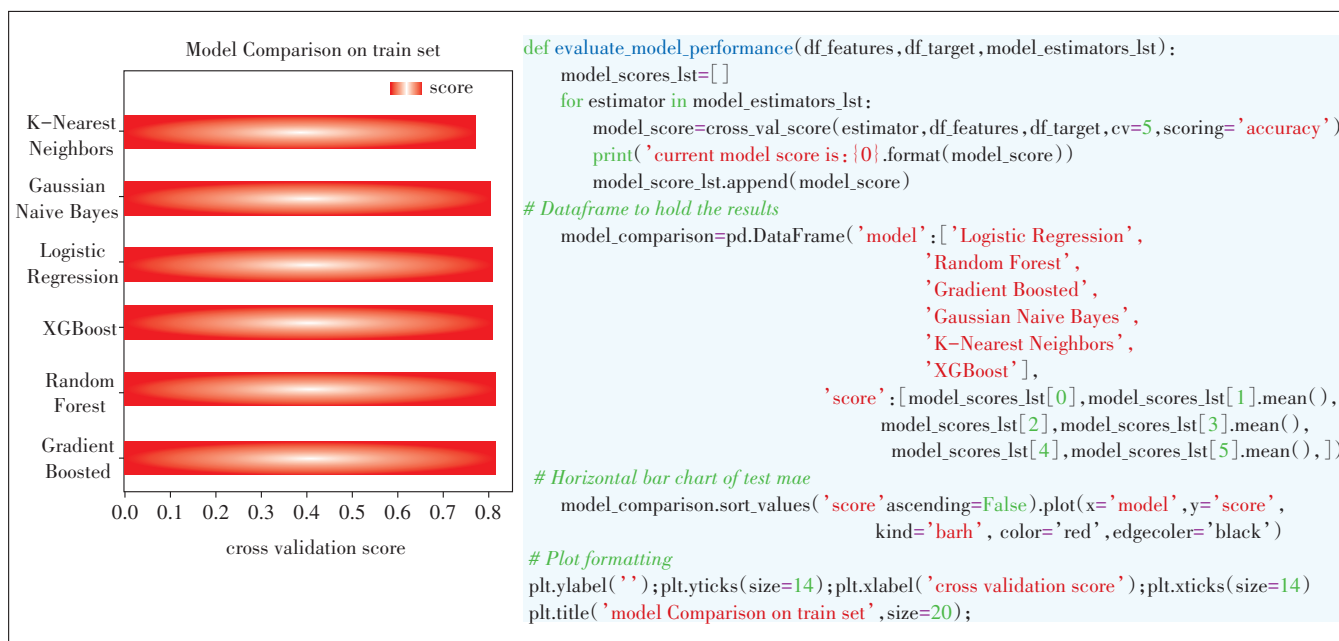 Model Comparison on train set
score
K-Nearest
Neighbors
Gaussian
Naive Bayes
Logistic
Regression
XGBoost
Random
Forest
Gradient
Boosted
0.0 0.1 0.2 0.3 0.4 0.5 0.6 0.7 0.8
cross validation score
def evaluate_model_performance(df_features,df_target,model_estimators_lst):
model_scores_lst=[]
for estimator in model_estimators_lst:
model_score=cross_val_score(estimator,df_features,df_target,cv=5,scoring='accuracy')
print('current model score is:{0}.format(model_score))
model_score_lst.append(model_score)
# Dataframe to hold the results
model_comparison=pd.DataFrame('model':['Logistic Regression',
'Random Forest',
'Gradient Boosted',
'Gaussian Naive Bayes',
'K-Nearest Neighbors',
'XGBoost'],
'score':[model_scores_lst[0],model_scores_lst[1].mean(),
model_scores_lst[2],model_scores_lst[3].mean(),
model_scores_lst[4],model_scores_lst[5].mean(),])
# Horizontal bar chart of test mae
model_comparison.sort_values('score'ascending=False).plot(x='model',y='score',
kind='barh', color='red',edgecoler='black')
# Plot formatting
plt.ylabel('');plt.yticks(size=14);plt.xlabel('cross validation score');plt.xticks(size=14)
plt.title('model Comparison on train set',size=20);